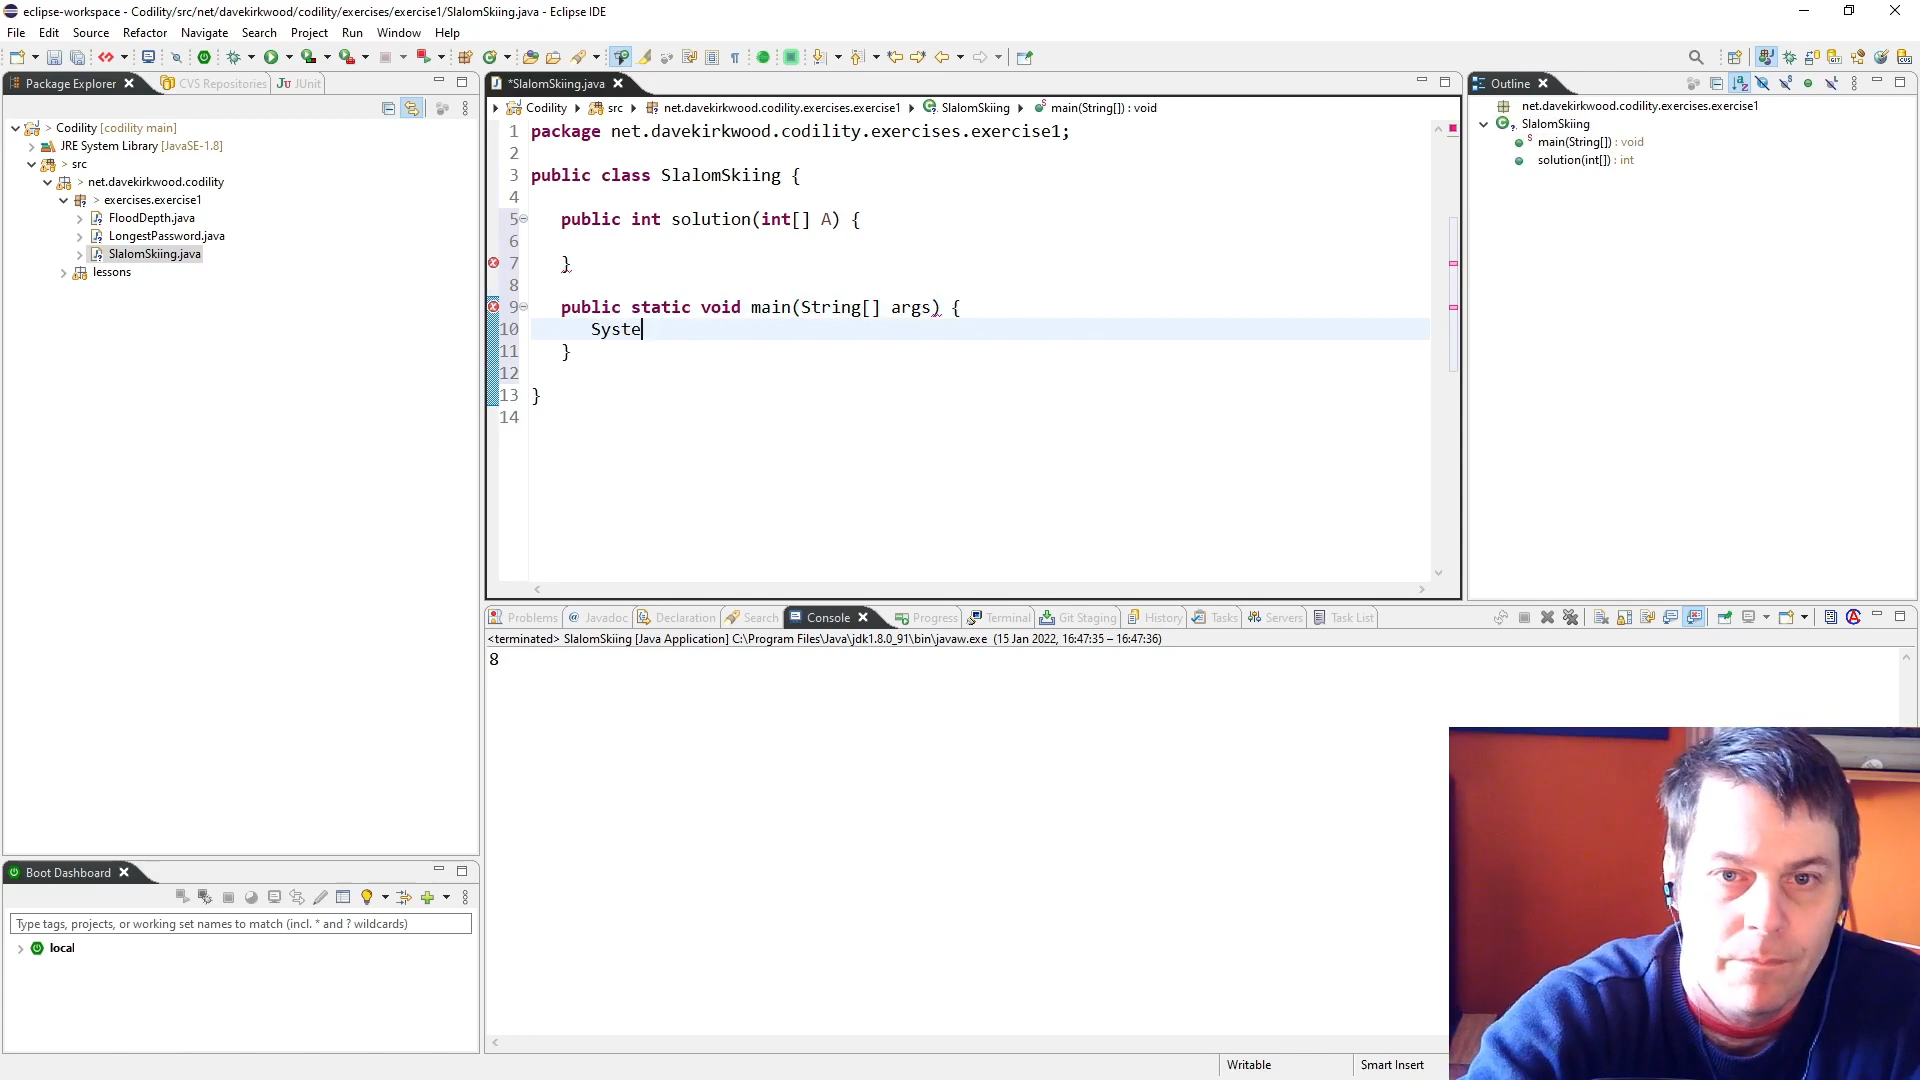 eclipse-workspace - Codility/src/net/davekirkwood/codility/exercises/exercise1/SlalomSkiing.java - Eclipse IDE
File Edit Source Refactor Navigate Search Project Run Window Help
Package Explorer CVS Repositories JUnit
> Codility [codility main]
JRE System Library [JavaSE-1.8]
> src
> net.davekirkwood.codility
> exercises.exercise1
FloodDepth.java
LongestPassword.java
SlalomSkiing.java
lessons
*SlalomSkiing.java
Codility src net.davekirkwood.codility.exercises.exercise1 SlalomSkiing main(String[]) : void
1 package net.davekirkwood.codility.exercises.exercise1;
2
3 public class SlalomSkiing {
4
5 public int solution(int[] A) {
6
7 }
8
9 public static void main(String[] args) {
10 Syste
11 }
12
13 }
14
Outline
net.davekirkwood.codility.exercises.exercise1
SlalomSkiing
main(String[]) : void
solution(int[]) : int
Problems Javadoc Declaration Search Console Progress Terminal Git Staging History Tasks Servers Task List
<terminated> SlalomSkiing [Java Application] C:\Program Files\Java\jdk1.8.0_91\bin\javaw.exe (15 Jan 2022, 16:47:35 – 16:47:36)
8
Boot Dashboard
Type tags, projects, or working set names to match (incl. * and ? wildcards)
local
Writable Smart Insert